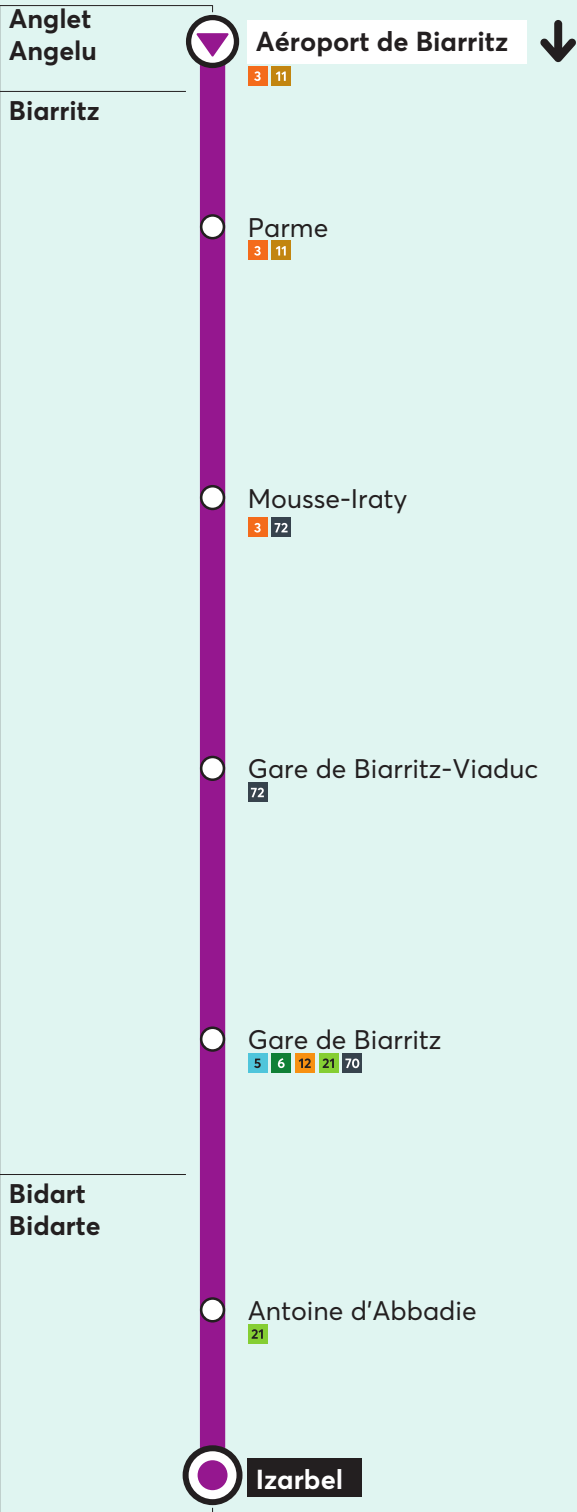 Anglet
Angelu
Aéroport de Biarritz
3 11
Biarritz
Parme
3 11
Mousse-Iraty
3 72
Gare de Biarritz-Viaduc
72
Gare de Biarritz
5 6 12 21 70
Bidart
Bidarte
Antoine d'Abbadie
21
Izarbel